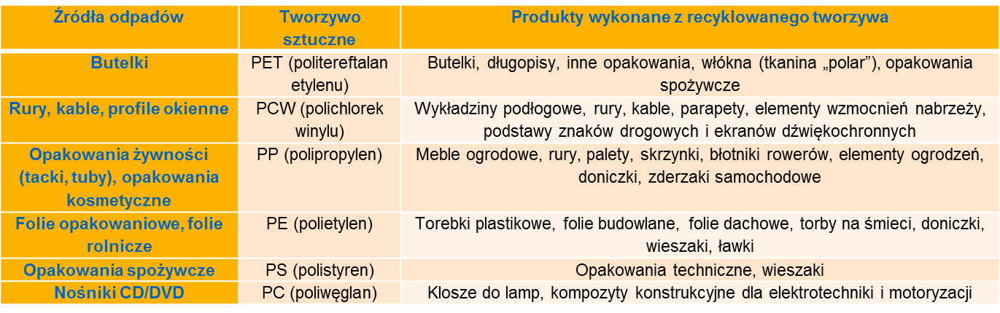 Źródła odpadów
Tworzywo
sztuczne
Produkty wykonane z recyklowanego tworzywa
Butelki
PET (politereftalan
etylenu)
Butelki, długopisy, inne opakowania, włókna (tkanina „polar”), opakowania
spożywcze
Rury, kable, profile okienne
PCW (polichlorek
winylu)
Wykładziny podłogowe, rury, kable, parapety, elementy wzmocnień nabrzeży,
podstawy znaków drogowych i ekranów dźwiękochronnych
Opakowania żywności
(tacki, tuby), opakowania
kosmetyczne
PP (polipropylen)
Meble ogrodowe, rury, palety, skrzynki, błotniki rowerów, elementy ogrodzeń,
doniczki, zderzaki samochodowe
Folie opakowaniowe, folie
rolnicze
PE (polietylen)
Torebki plastikowe, folie budowlane, folie dachowe, torby na śmieci, doniczki,
wieszaki, ławki
Opakowania spożywcze
PS (polistyren)
Opakowania techniczne, wieszaki
Nośniki CD/DVD
PC (poliwęglan)
Klosze do lamp, kompozyty konstrukcyjne dla elektrotechniki i motoryzacji